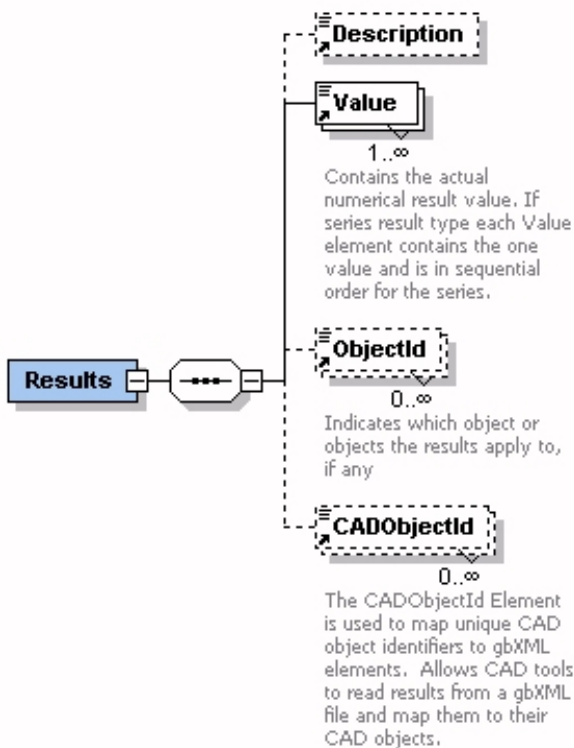 Description
Value
1..∞
Contains the actual
numerical result value. If
series result type each Value
element contains the one
value and is in sequential
order for the series.
Results
ObjectId
0..∞
Indicates which object or
objects the results apply to,
if any
CADObjectId
0..∞
The CADObjectId Element
is used to map unique CAD
object identifiers to gbXML
elements.  Allows CAD tools
to read results from a gbXML
file and map them to their
CAD objects.